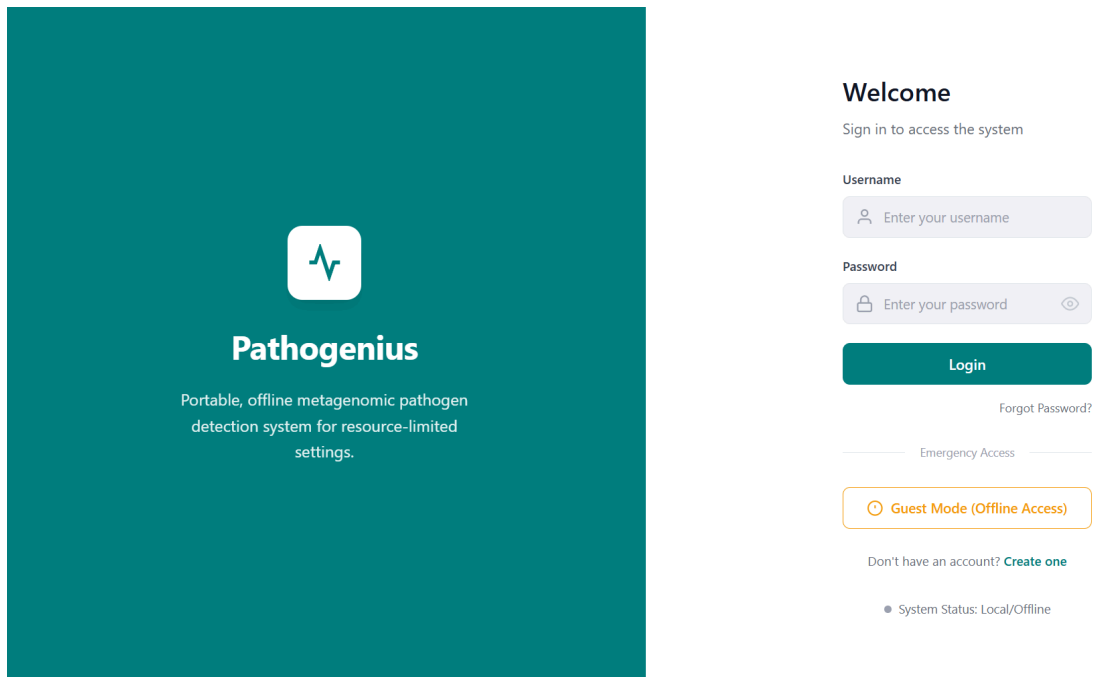 Pathogenius
Portable, offline metagenomic pathogen
detection system for resource-limited
settings.
Welcome
Sign in to access the system
Username
Enter your username
Password
Enter your password
Login
Forgot Password?
Emergency Access
Guest Mode (Offline Access)
Don't have an account? Create one
System Status: Local/Offline